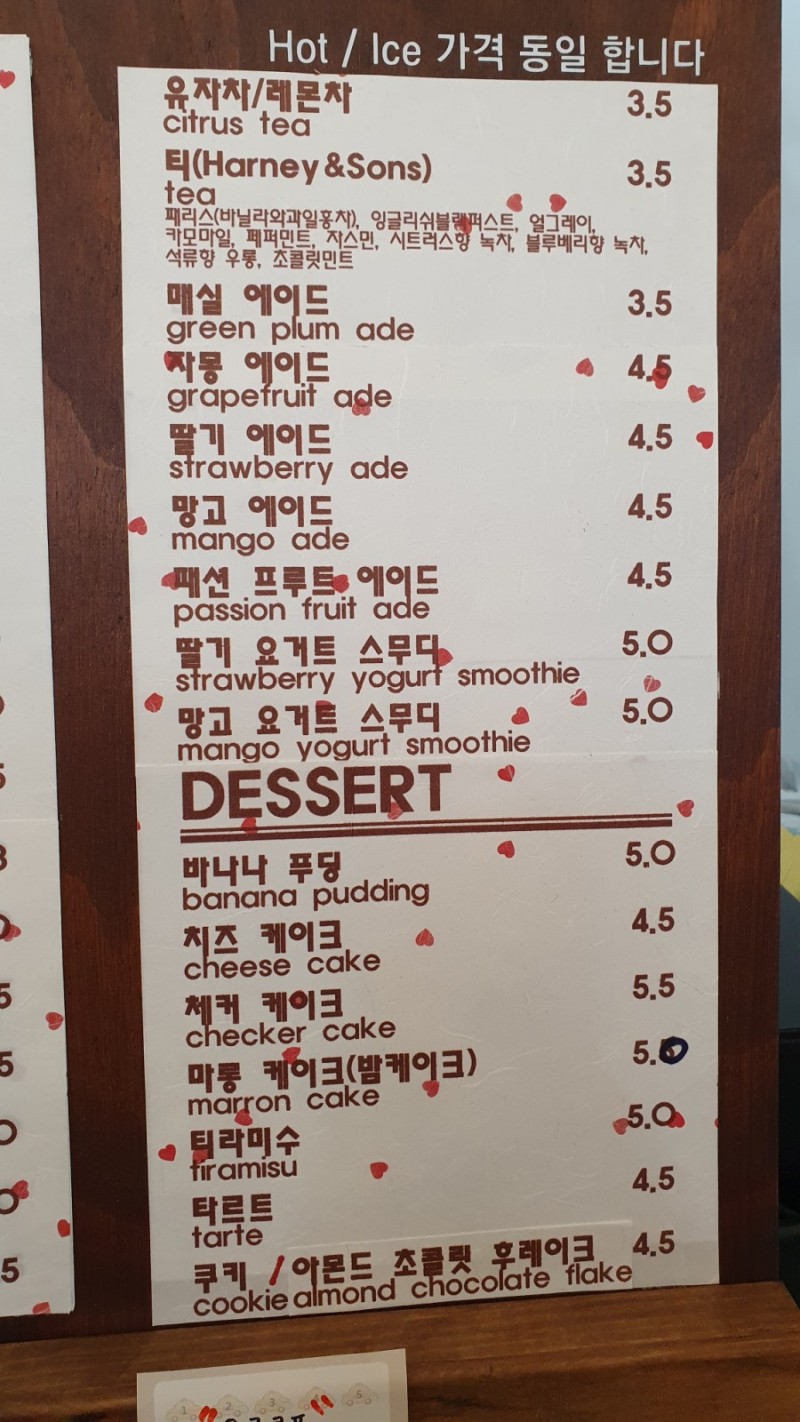 Hot / Ice 가격 동일 합니다
유자차/레몬차 3.5
citrus tea
티(Harney&Sons) 3.5
tea
패리스(바닐라와과일홍차), 잉글리쉬블랙퍼스트, 얼그레이,
카모마일, 페퍼민트, 자스민, 시트러스향 녹차, 블루베리향 녹차,
석류향 우롱, 초콜릿민트
매실 에이드 3.5
green plum ade
자몽 에이드 4.5
grapefruit ade
딸기 에이드 4.5
strawberry ade
망고 에이드 4.5
mango ade
패션 프루트 에이드 4.5
passion fruit ade
딸기 요거트 스무디 5.0
strawberry yogurt smoothie
망고 요거트 스무디 5.0
mango yogurt smoothie
DESSERT
바나나 푸딩 5.0
banana pudding
치즈 케이크 4.5
cheese cake
체커 케이크 5.5
checker cake
마롱 케이크(밤케이크) 5.0
marron cake
티라미수 5.0
tiramisu
타르트 4.5
tarte
쿠키 / 아몬드 초콜릿 후레이크 4.5
cookie almond chocolate flake
1 2 3 4 5